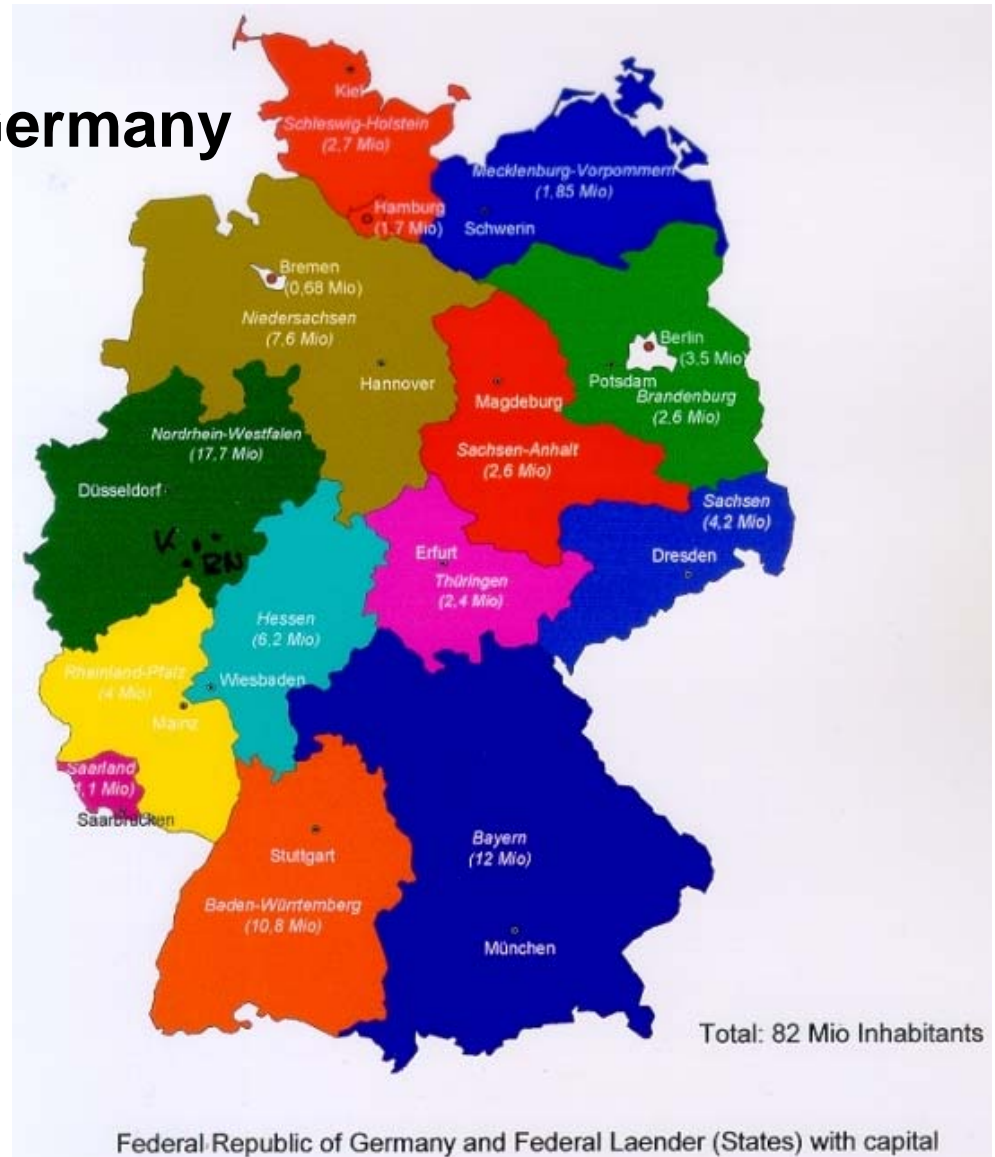 Germany
Kiel
Schleswig-Holstein
(2,7 Mio)
Mecklenburg-Vorpommern
(1,85 Mio)
Hamburg
(1,7 Mio)
Schwerin
Bremen
(0,68 Mio)
Niedersachsen
(7,6 Mio)
Hannover
Berlin
(3,5 Mio)
Potsdam
Brandenburg
(2,6 Mio)
Magdeburg
Sachsen-Anhalt
(2,6 Mio)
Nordrhein-Westfalen
(17,7 Mio)
Düsseldorf
K
BN
Sachsen
(4,2 Mio)
Dresden
Erfurt
Thüringen
(2,4 Mio)
Hessen
(6,2 Mio)
Wiesbaden
Rheinland-Pfalz
(4 Mio)
Mainz
Saarland
(1,1 Mio)
Saarbrücken
Stuttgart
Baden-Würrtemberg
(10,8 Mio)
Bayern
(12 Mio)
München
Total: 82 Mio Inhabitants
Federal Republic of Germany and Federal Laender (States) with capital